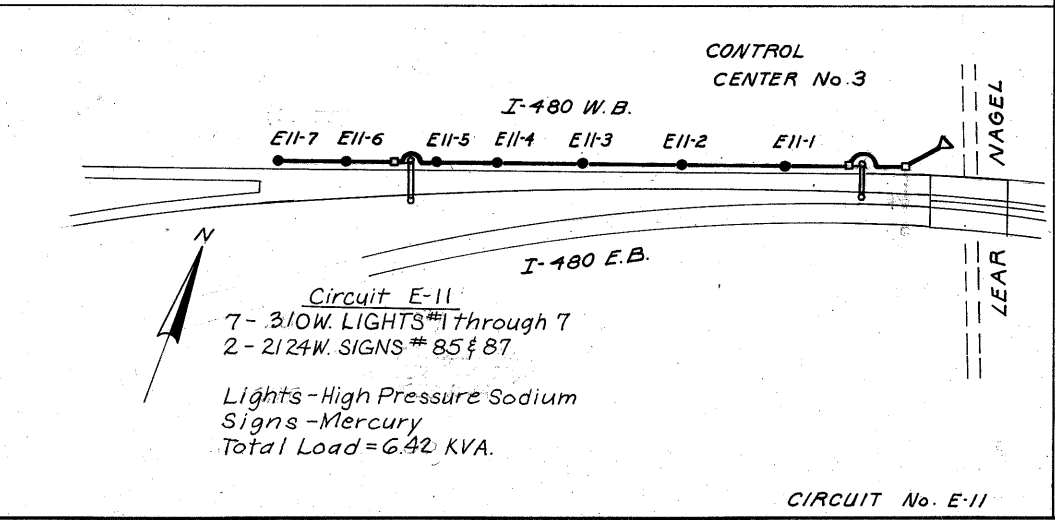 CONTROL
CENTER No.3
I-480 W.B.
E11-7 E11-6 E11-5 E11-4 E11-3 E11-2 E11-1
NAGEL
N
I-480 E.B.
LEAR
Circuit E-11
7 - 310W. LIGHTS #1 through 7
2 - 2124W. SIGNS # 85 & 87
Lights - High Pressure Sodium
Signs - Mercury
Total Load = 6.42 KVA.
CIRCUIT No. E-11